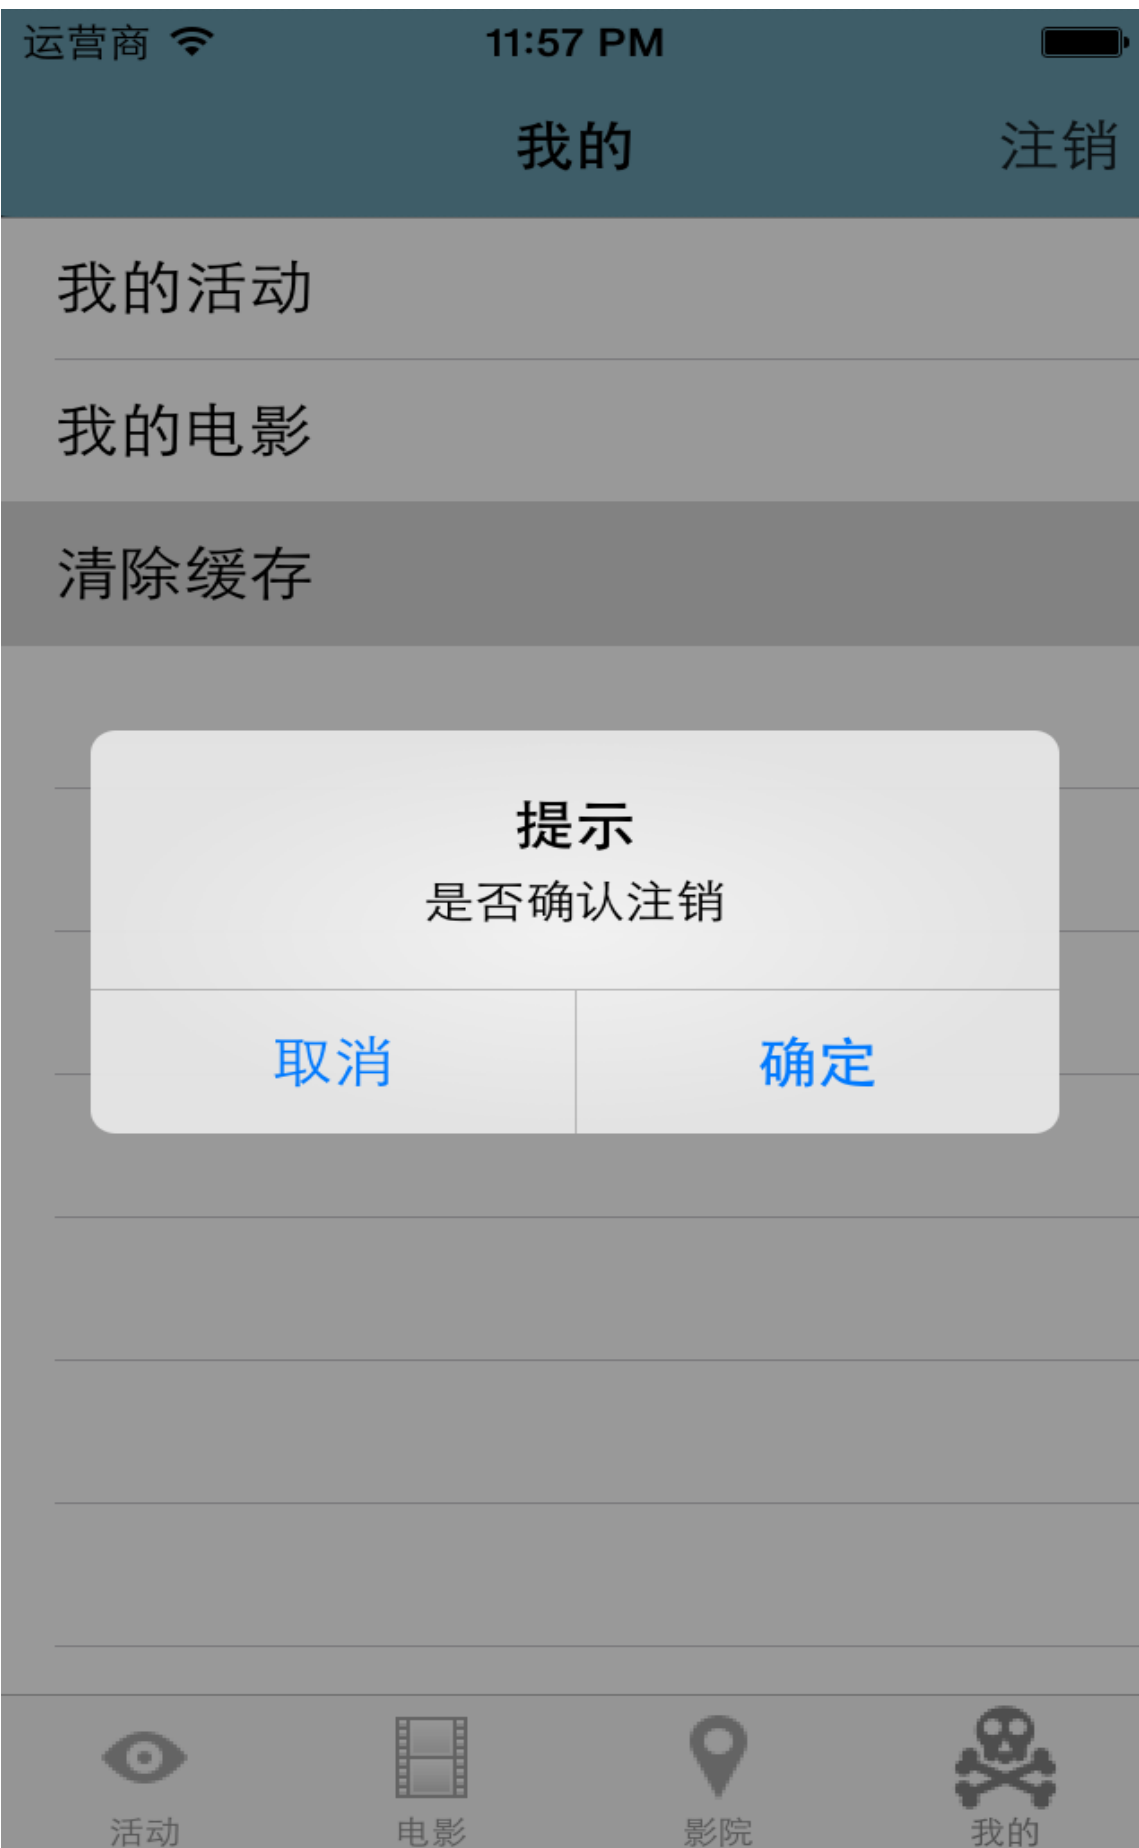 运营商 11:57 PM
我的 注销
我的活动
我的电影
清除缓存
提示
是否确认注销
取消 确定
活动 电影 影院 我的